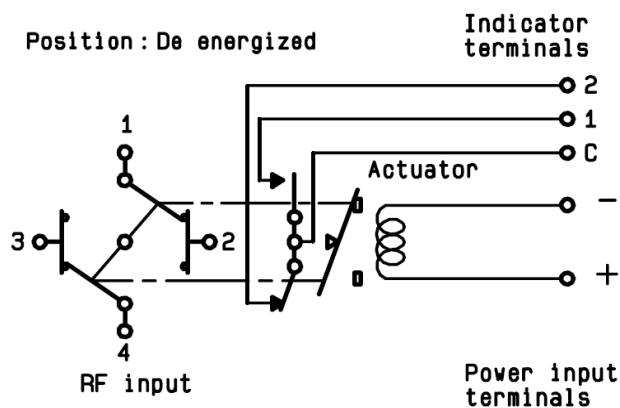 Position : De energized
Indicator
terminals
2
1
C
Actuator
1
3
2
4
-
+
RF input
Power input
terminals